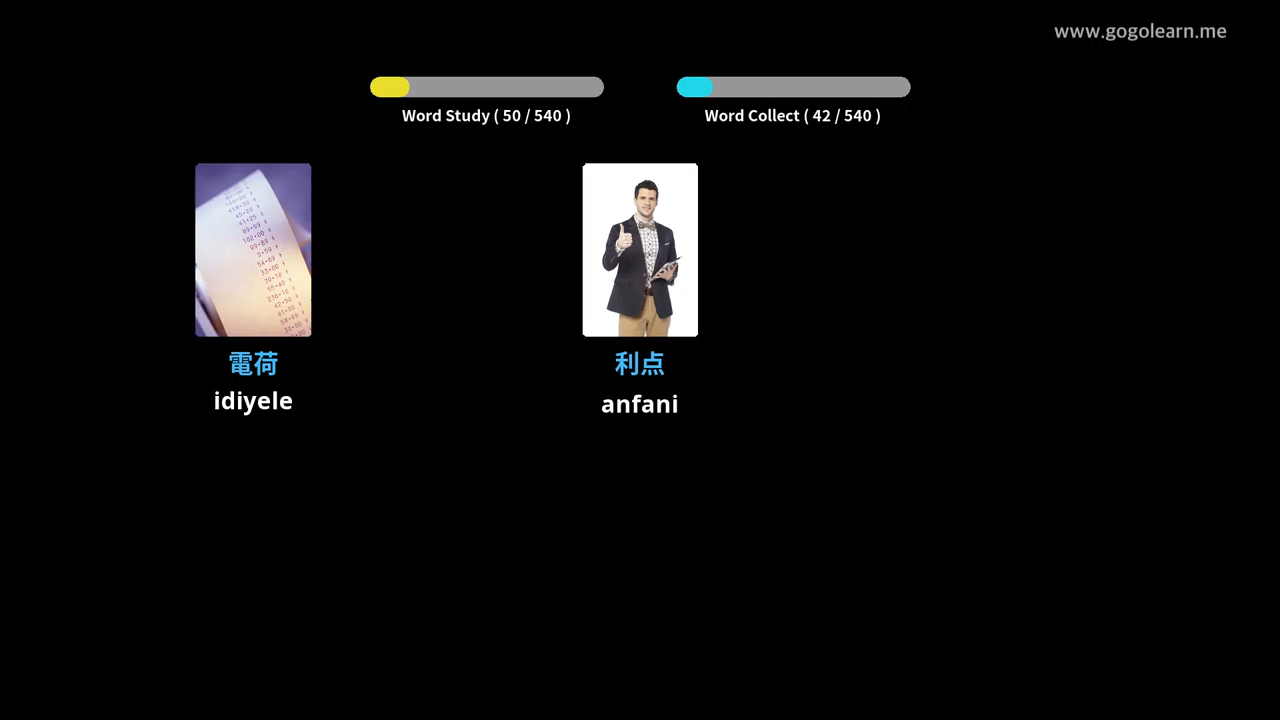 www.gogolearn.me
Word Study ( 50 / 540 )
Word Collect ( 42 / 540 )
電荷
idiyele
利点
anfani